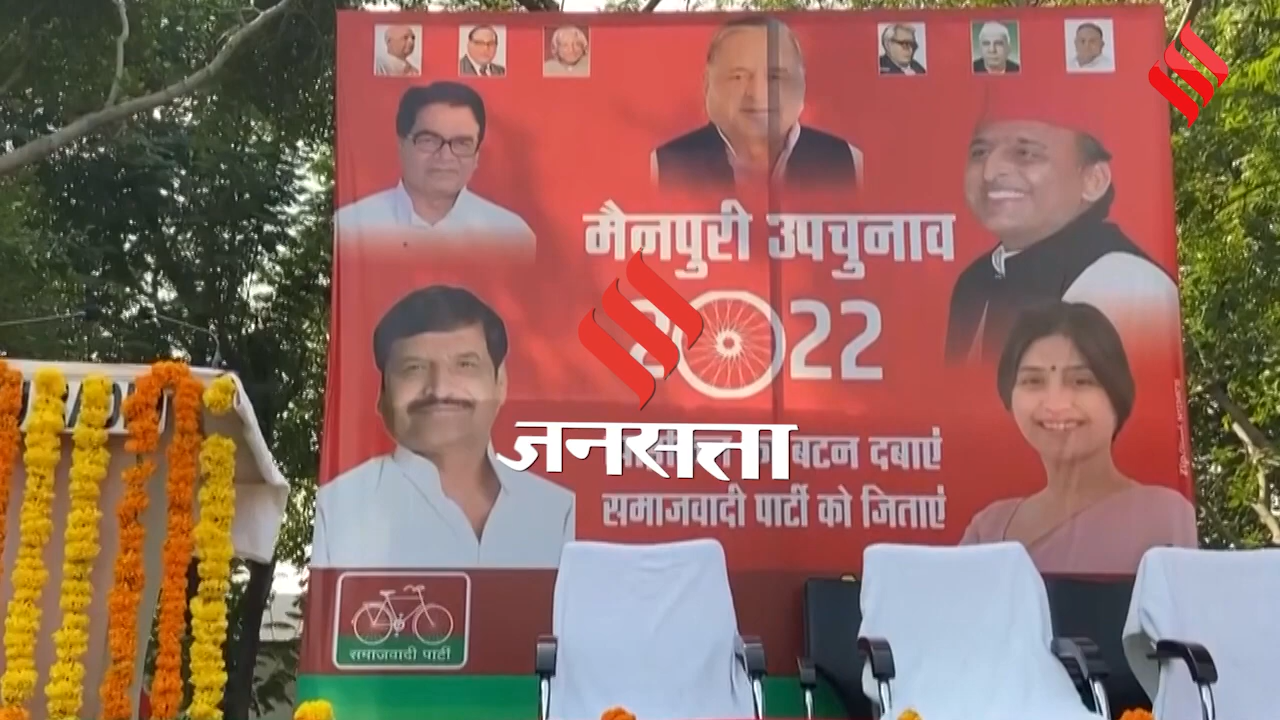 मैनपुरी उपचुनाव
2022
जनसत्ता
बटन दबाएं
समाजवादी पार्टी को जिताएं
समाजवादी पार्टी